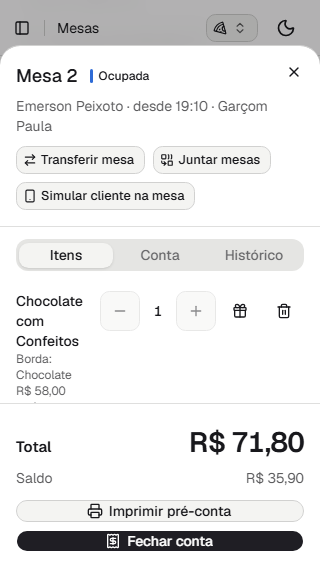 Mesas
Mesa 2
Ocupada
Emerson Peixoto · desde 19:10 · Garçom
Paula
Transferir mesa
Juntar mesas
Simular cliente na mesa
Itens
Conta
Histórico
Chocolate
com
Confeitos
1
Borda:
Chocolate
R$ 58,00
Total
R$ 71,80
Saldo
R$ 35,90
Imprimir pré-conta
Fechar conta